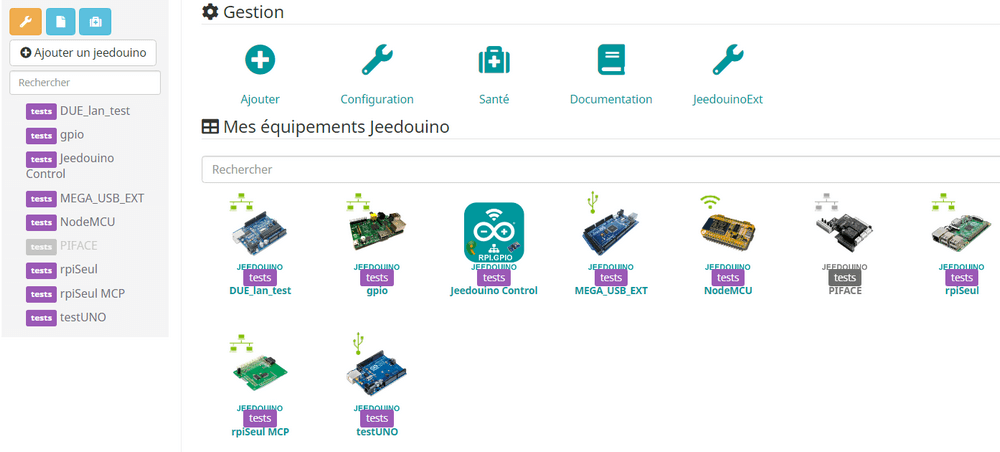 Ajouter un jeedouino
Rechercher
tests DUE_lan_test
tests gpio
tests Jeedouino
Control
tests MEGA_USB_EXT
tests NodeMCU
tests PIFACE
tests rpiSeul
tests rpiSeul MCP
tests testUNO
Gestion
Ajouter Configuration Santé Documentation JeedouinoExt
Mes équipements Jeedouino
Rechercher
RPI.GPIO
JEEDOUINO JEEDOUINO JEEDOUINO JEEDOUINO JEEDOUINO JEEDOUINO JEEDOUINO
tests tests tests tests tests tests tests
DUE_lan_test gpio Jeedouino Control MEGA_USB_EXT NodeMCU PIFACE rpiSeul
JEEDOUINO JEEDOUINO
tests tests
rpiSeul MCP testUNO